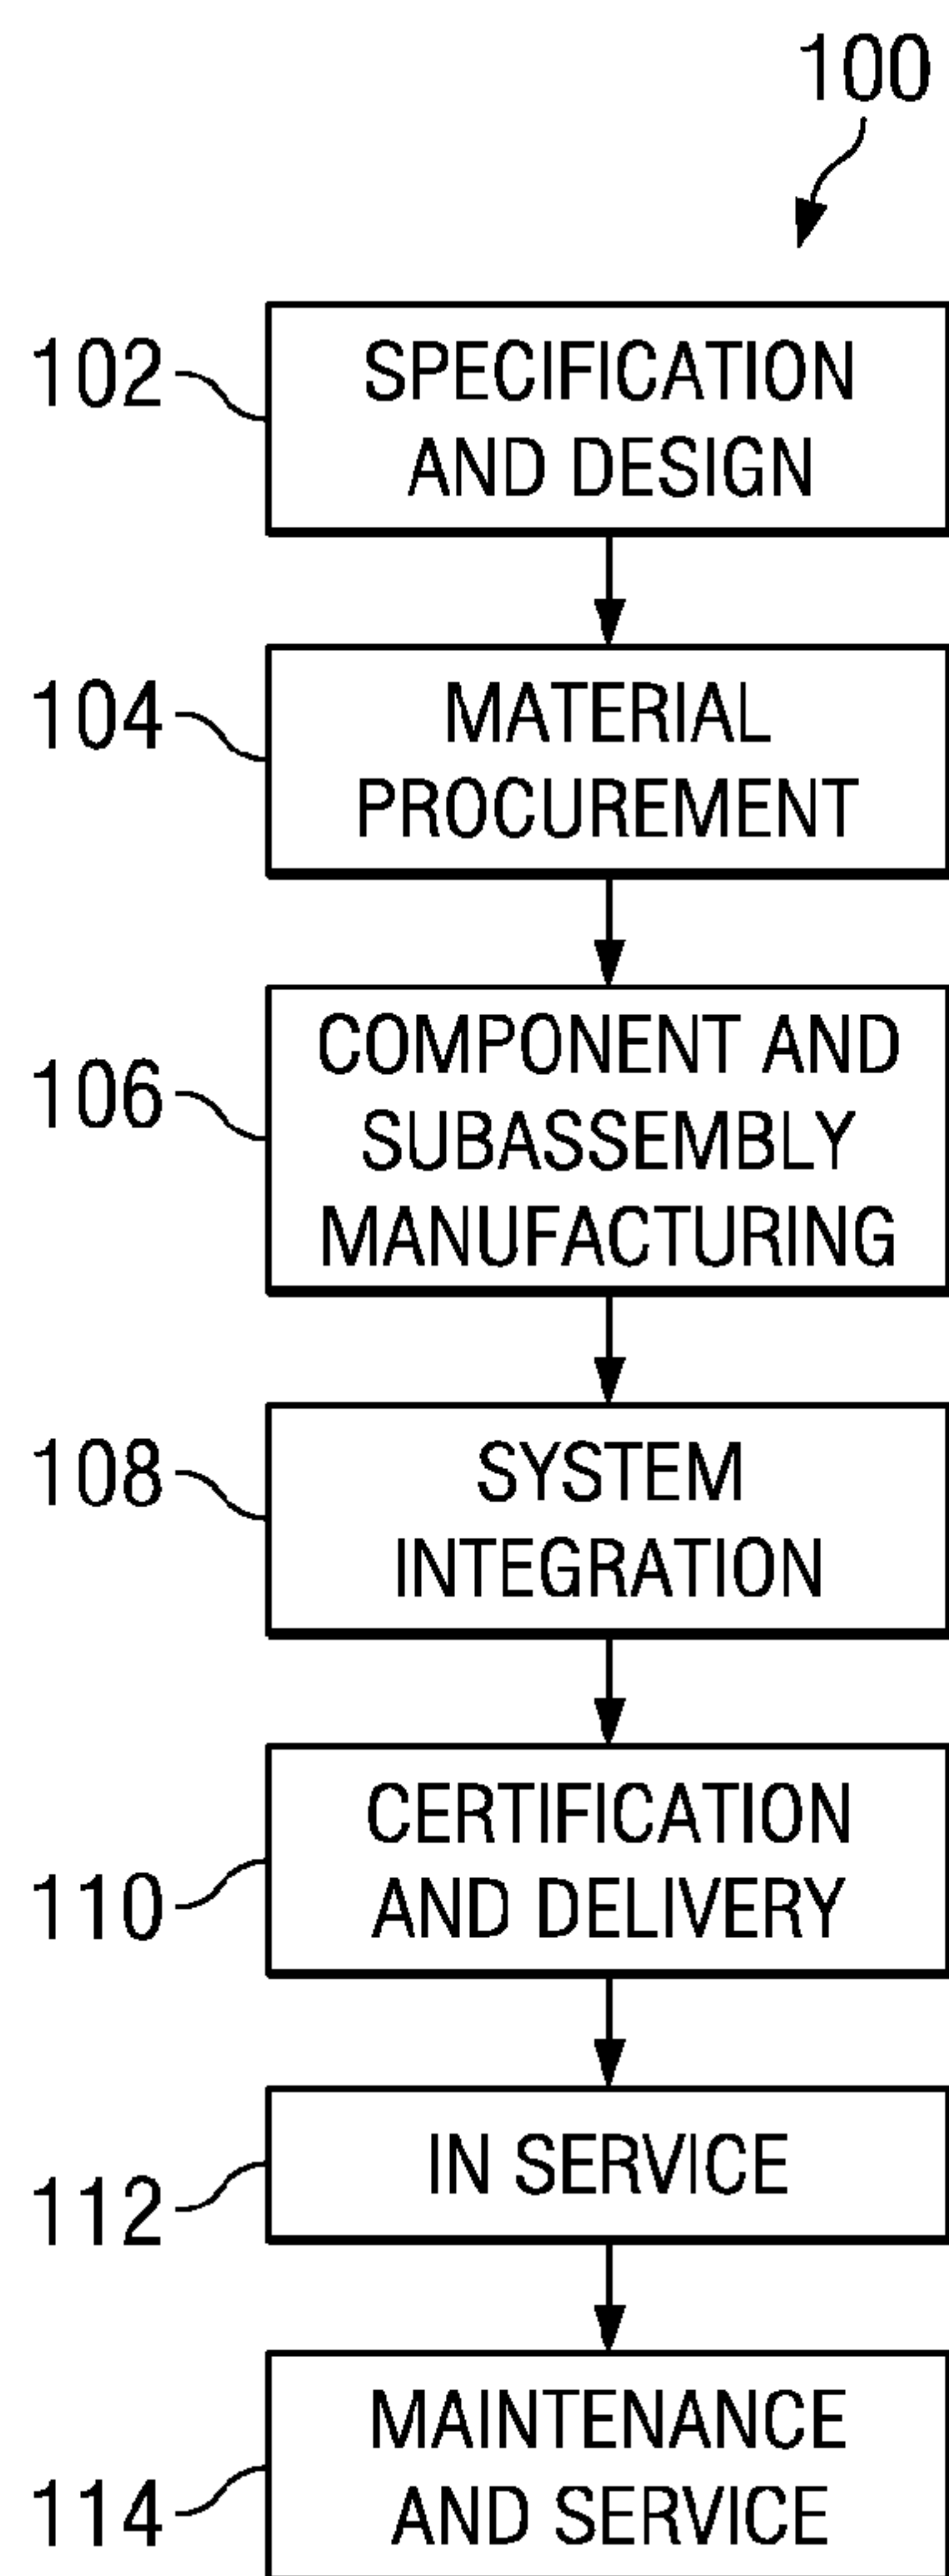 100
102
SPECIFICATION
AND DESIGN
104
MATERIAL
PROCUREMENT
106
COMPONENT AND
SUBASSEMBLY
MANUFACTURING
108
SYSTEM
INTEGRATION
110
CERTIFICATION
AND DELIVERY
112
IN SERVICE
114
MAINTENANCE
AND SERVICE